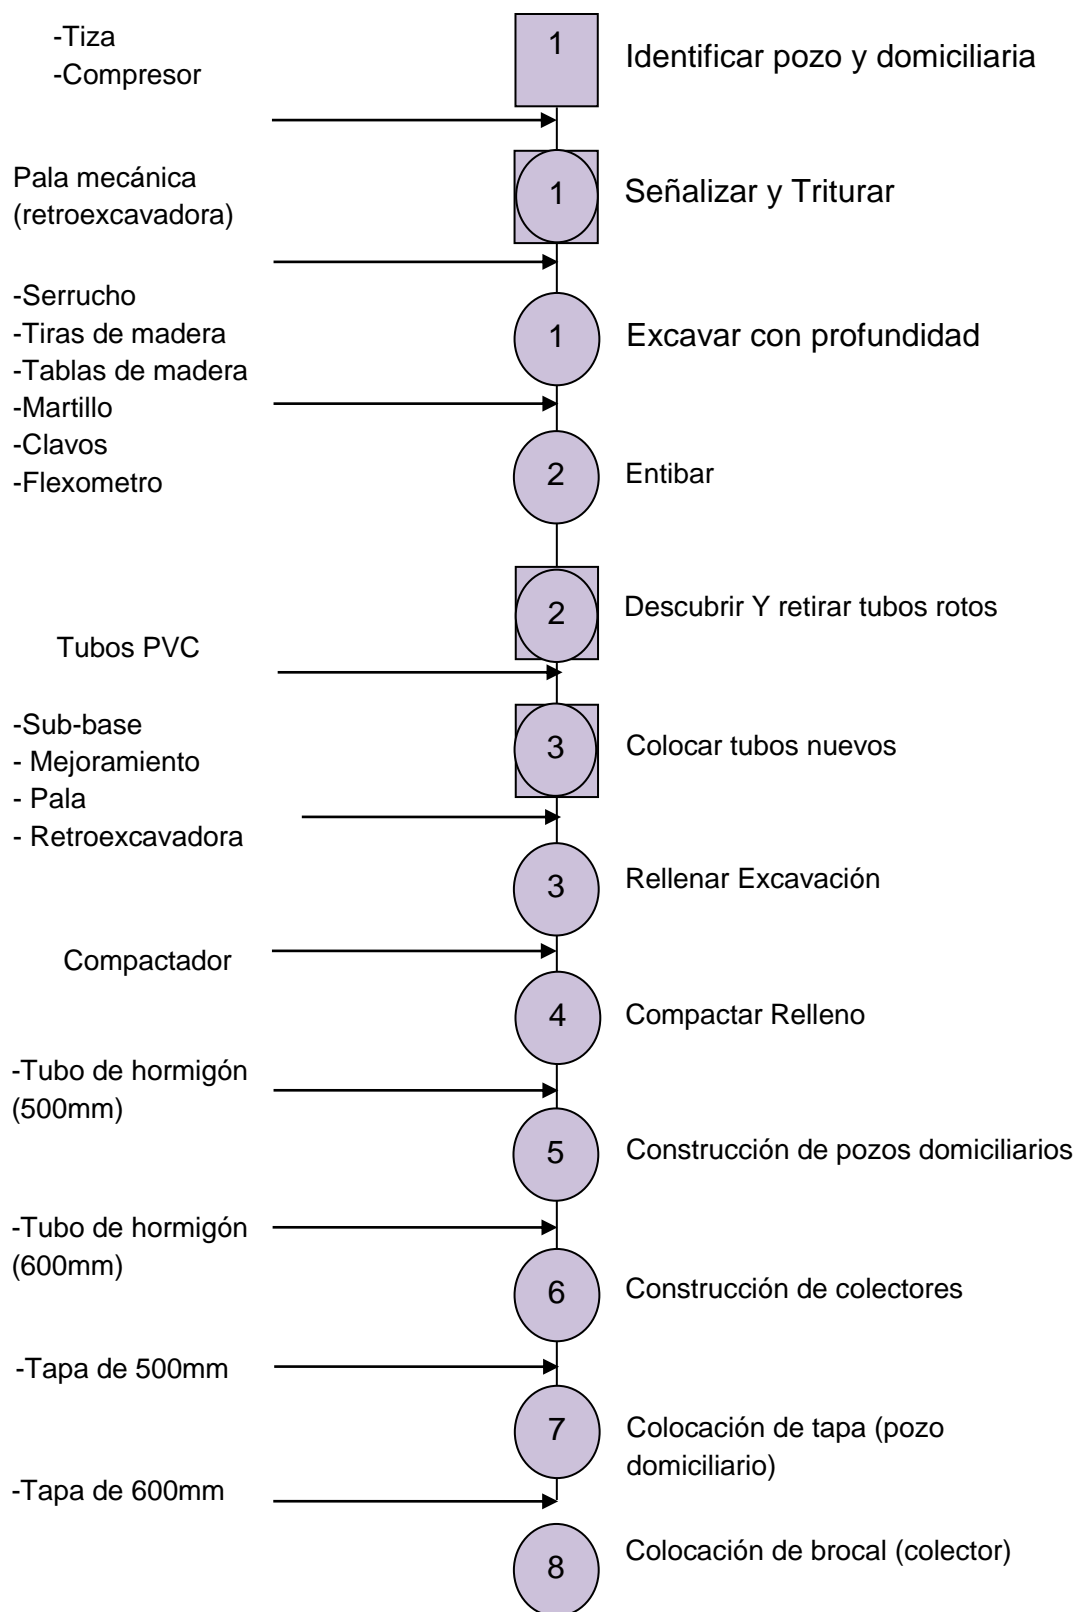 -Tiza
-Compresor
1
Identificar pozo y domiciliaria
Pala mecánica
(retroexcavadora)
1
Señalizar y Triturar
-Serrucho
-Tiras de madera
-Tablas de madera
-Martillo
-Clavos
-Flexometro
1
Excavar con profundidad
2
Entibar
2
Descubrir Y retirar tubos rotos
Tubos PVC
3
Colocar tubos nuevos
-Sub-base
- Mejoramiento
- Pala
- Retroexcavadora
3
Rellenar Excavación
Compactador
4
Compactar Relleno
-Tubo de hormigón
(500mm)
5
Construcción de pozos domiciliarios
-Tubo de hormigón
(600mm)
6
Construcción de colectores
-Tapa de 500mm
7
Colocación de tapa (pozo
domiciliario)
-Tapa de 600mm
8
Colocación de brocal (colector)